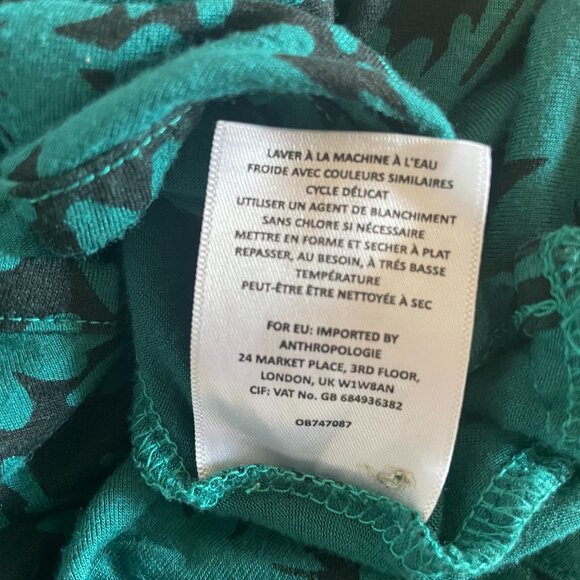 LAVER À LA MACHINE À L'EAU
FROIDE AVEC COULEURS SIMILAIRES
CYCLE DÉLICAT
UTILISER UN AGENT DE BLANCHIMENT
SANS CHLORE SI NÉCESSAIRE
METTRE EN FORME ET SECHER À PLAT
REPASSER, AU BESOIN, À TRÉS BASSE
TEMPÉRATURE
PEUT-ÊTRE ÊTRE NETTOYÉE À SEC
FOR EU: IMPORTED BY
ANTHROPOLOGIE
24 MARKET PLACE, 3RD FLOOR,
LONDON, UK W1W8AN
CIF: VAT No. GB 684936382
OB747087